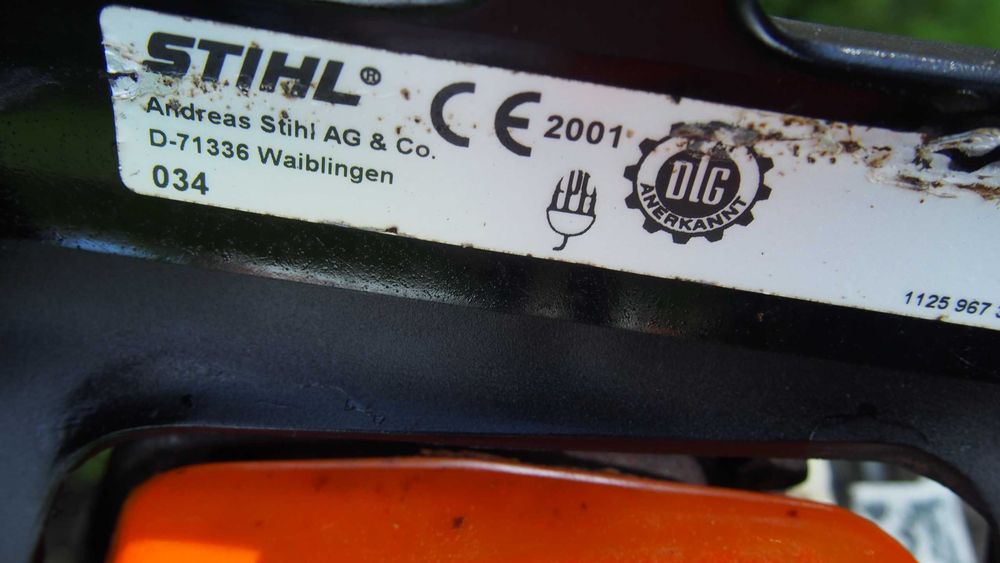 STIHL®
Andreas Stihl AG & Co.
D-71336 Waiblingen
034
CE 2001
DLG
ANERKANNT
1125 967